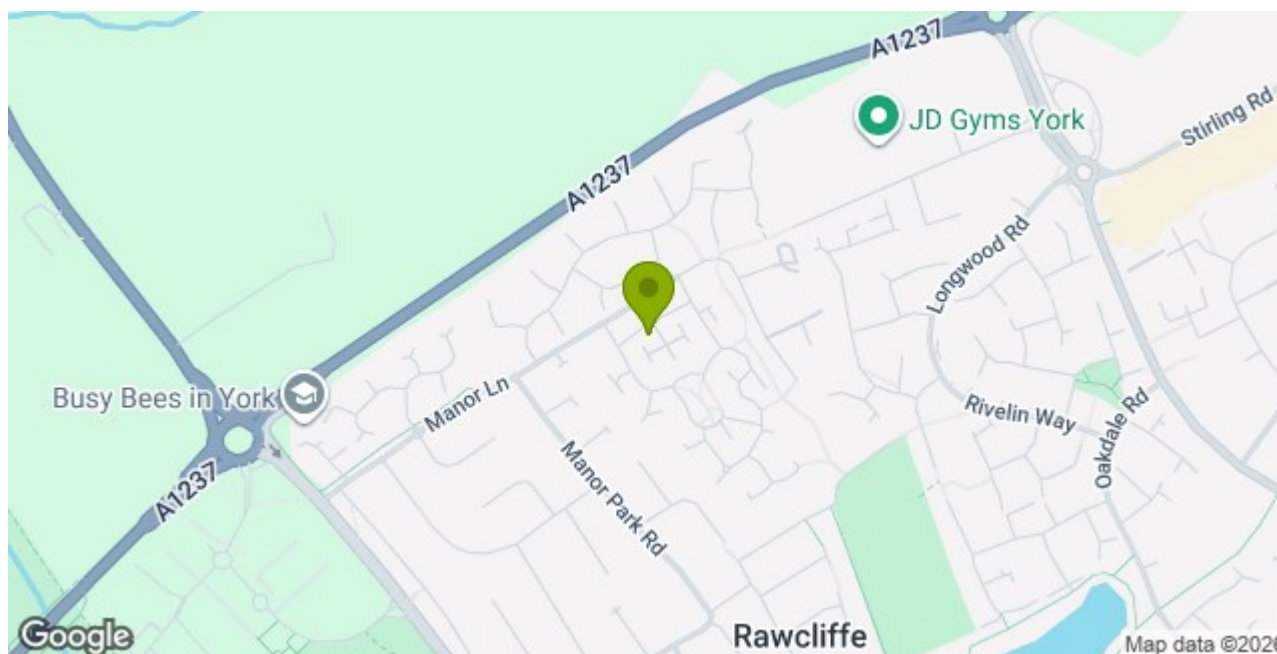 A1237
JD Gyms York
Stirling Rd
A1237
Longwood Rd
Busy Bees in York
Manor Ln
Rivelin Way
Oakdale Rd
A1237
Manor Park Rd
Rawcliffe
Google
Map data ©2026